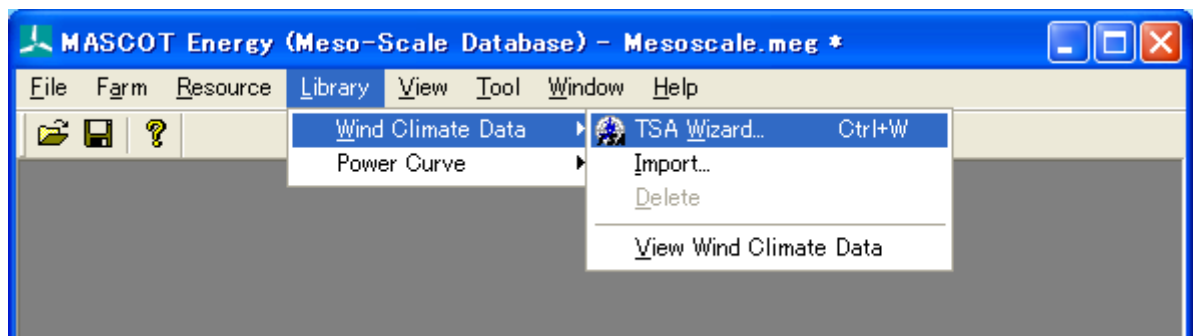 MASCOT Energy (Meso-Scale Database) - Mesoscale.meg *
File Farm Resource Library View Tool Window Help
Wind Climate Data
Power Curve
TSA Wizard... Ctrl+W
Import...
Delete
View Wind Climate Data